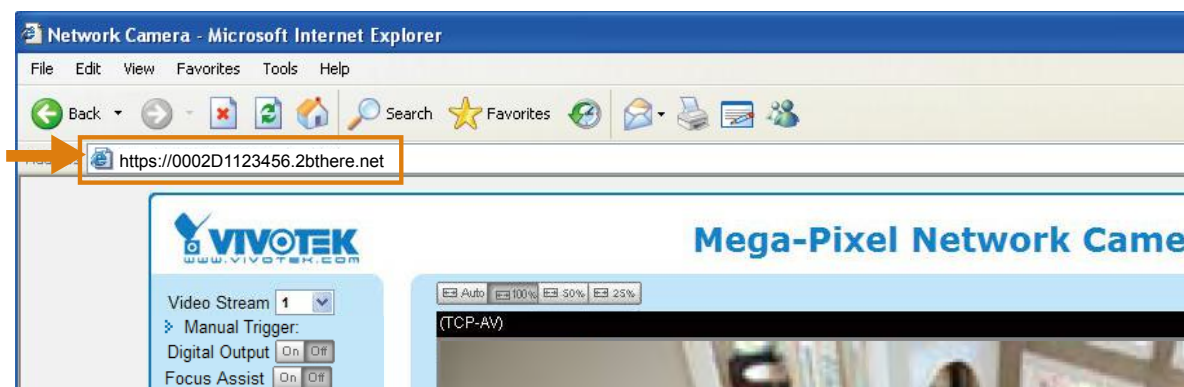 Network Camera - Microsoft Internet Explorer
File Edit View Favorites Tools Help
Back Search Favorites
https://0002D1123456.2bthere.net
VIVOTEK
www.vivotek.com
Mega-Pixel Network Came
Video Stream 1
Auto 100% 50% 25%
Manual Trigger:
(TCP-AV)
Digital Output On Off
Focus Assist On Off